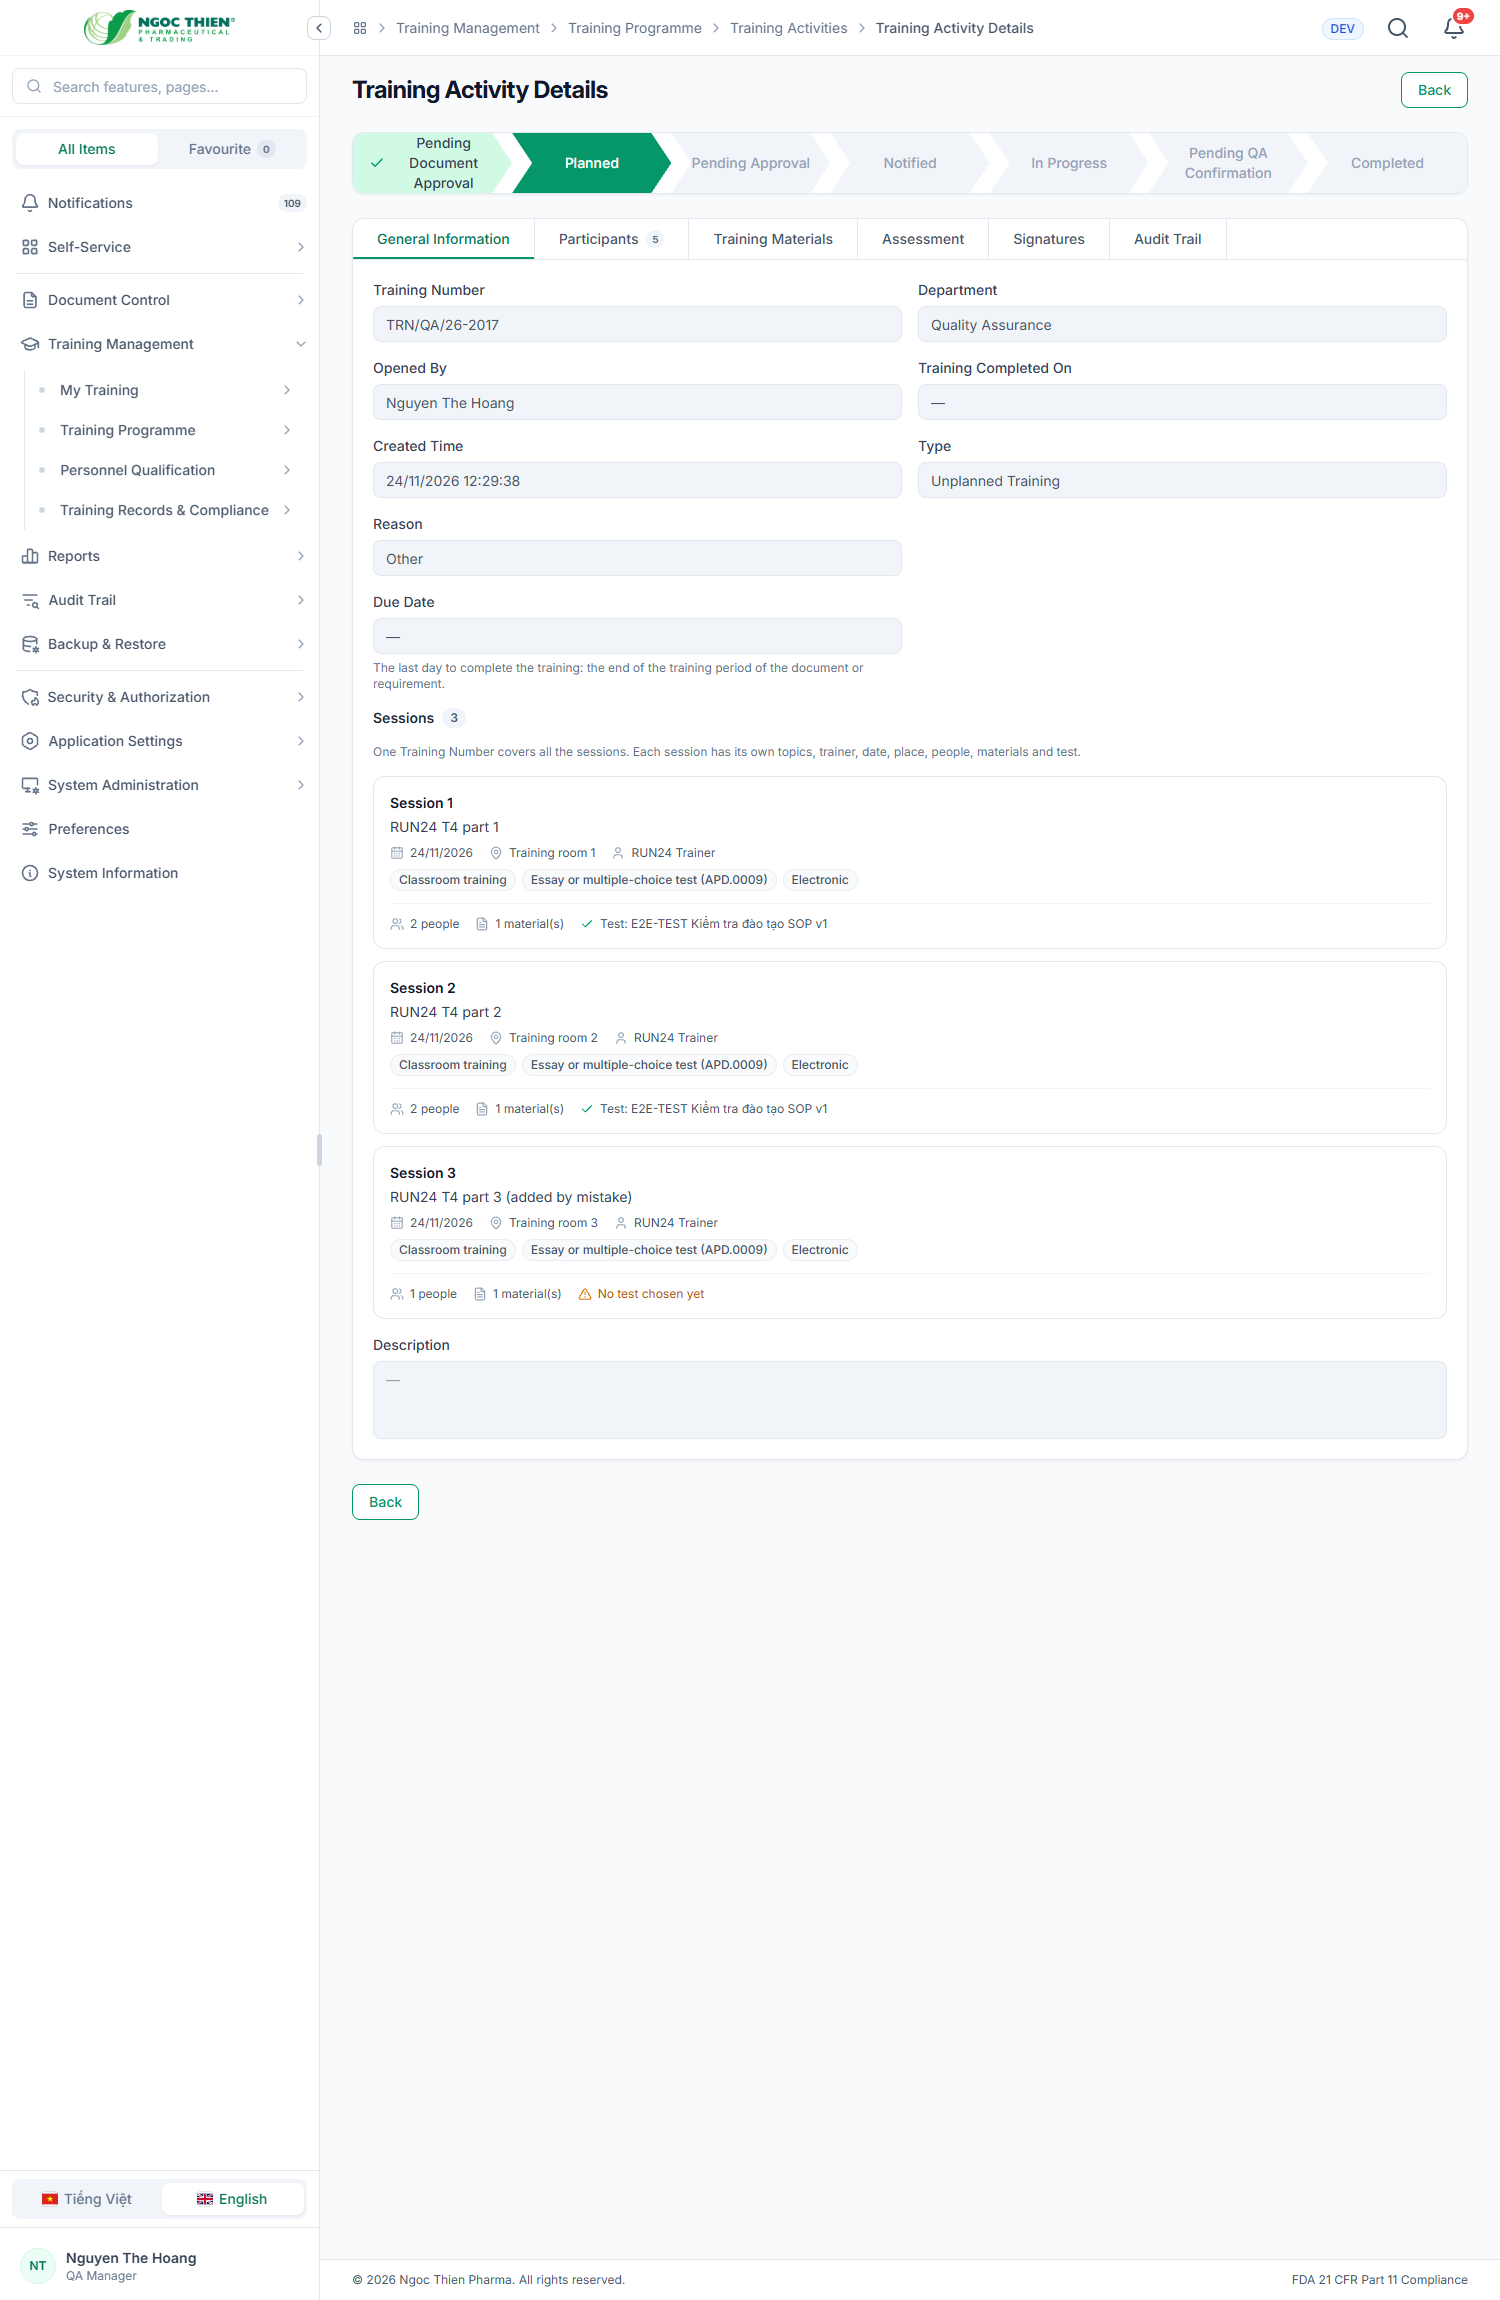 NGOC THIEN®
PHARMACEUTICAL
& TRADING
Search features, pages...
All Items
Favourite 0
Notifications 109
Self-Service
Document Control
Training Management
My Training
Training Programme
Personnel Qualification
Training Records & Compliance
Reports
Audit Trail
Backup & Restore
Security & Authorization
Application Settings
System Administration
Preferences
System Information
Tiếng Việt
English
NT
Nguyen The Hoang
QA Manager
Training Management
Training Programme
Training Activities
Training Activity Details
DEV
9+
Training Activity Details
Back
Pending
Document
Approval
Planned
Pending Approval
Notified
In Progress
Pending QA
Confirmation
Completed
General Information
Participants 5
Training Materials
Assessment
Signatures
Audit Trail
Training Number
TRN/QA/26-2017
Department
Quality Assurance
Opened By
Nguyen The Hoang
Training Completed On
—
Created Time
24/11/2026 12:29:38
Type
Unplanned Training
Reason
Other
Due Date
—
The last day to complete the training: the end of the training period of the document or
requirement.
Sessions 3
One Training Number covers all the sessions. Each session has its own topics, trainer, date, place, people, materials and test.
Session 1
RUN24 T4 part 1
24/11/2026 Training room 1 RUN24 Trainer
Classroom training Essay or multiple-choice test (APD.0009) Electronic
2 people 1 material(s) Test: E2E-TEST Kiểm tra đào tạo SOP v1
Session 2
RUN24 T4 part 2
24/11/2026 Training room 2 RUN24 Trainer
Classroom training Essay or multiple-choice test (APD.0009) Electronic
2 people 1 material(s) Test: E2E-TEST Kiểm tra đào tạo SOP v1
Session 3
RUN24 T4 part 3 (added by mistake)
24/11/2026 Training room 3 RUN24 Trainer
Classroom training Essay or multiple-choice test (APD.0009) Electronic
1 people 1 material(s) No test chosen yet
Description
—
Back
© 2026 Ngoc Thien Pharma. All rights reserved.
FDA 21 CFR Part 11 Compliance